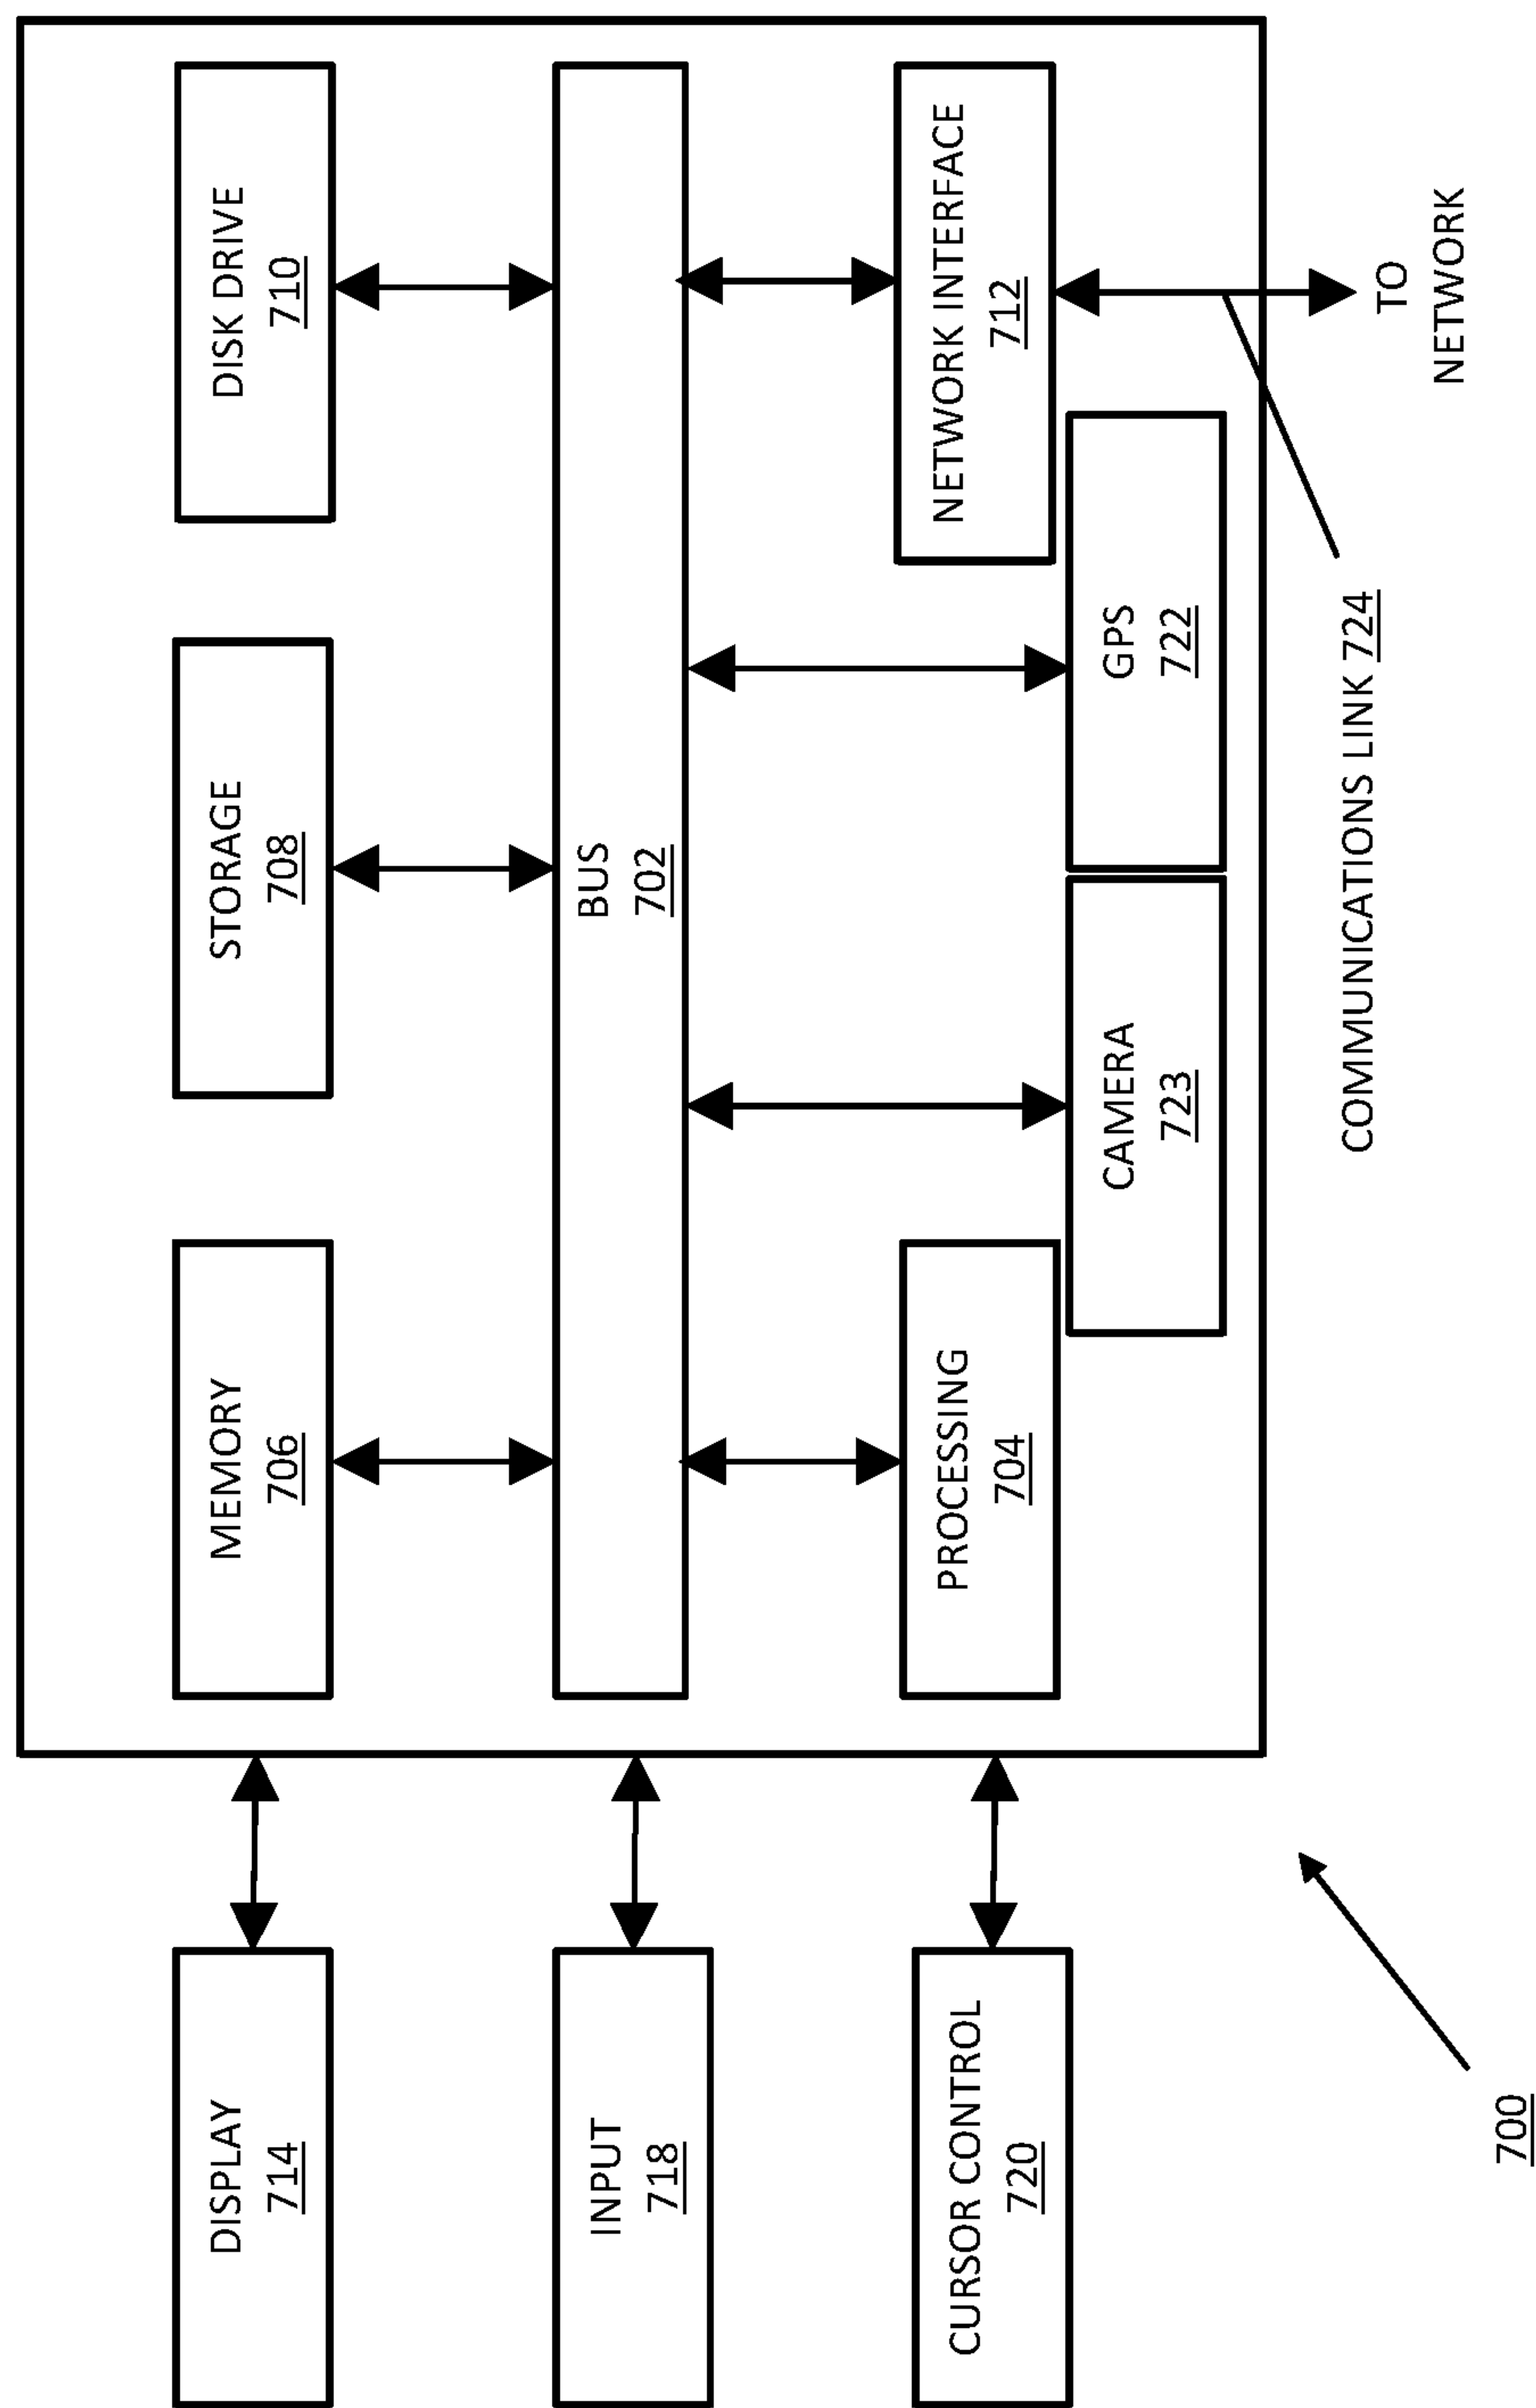 DISPLAY
714
MEMORY
706
STORAGE
708
DISK DRIVE
710
INPUT
718
BUS
702
CURSOR CONTROL
720
PROCESSING
704
NETWORK INTERFACE
712
CAMERA
723
GPS
722
COMMUNICATIONS LINK 724
TO
NETWORK
700